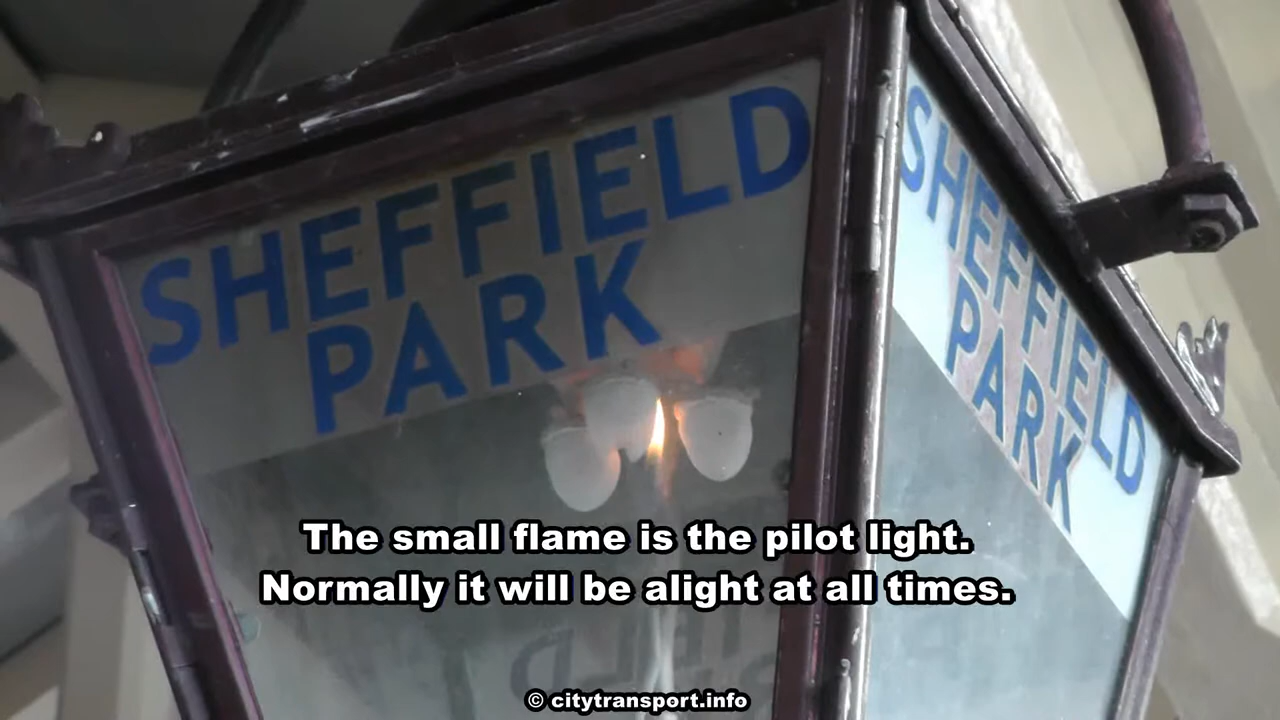 SHEFFIELD
PARK
SHEFFIELD
PARK
The small flame is the pilot light.
Normally it will be alight at all times.
© citytransport.info